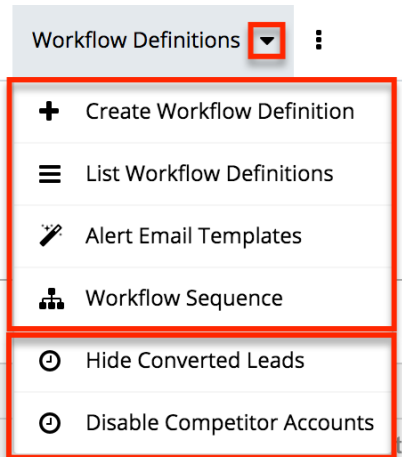 Workflow Definitions
Create Workflow Definition
List Workflow Definitions
Alert Email Templates
Workflow Sequence
Hide Converted Leads
Disable Competitor Accounts